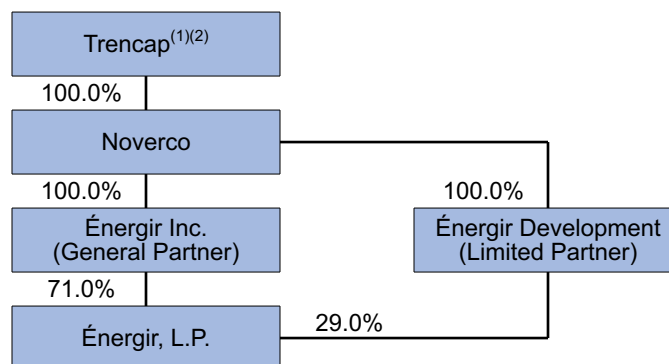 Trencap(1)(2)
100.0%
Noverco
100.0%
100.0%
Énergir Inc.
(General Partner)
Énergir Development
(Limited Partner)
71.0%
Énergir, L.P.
29.0%